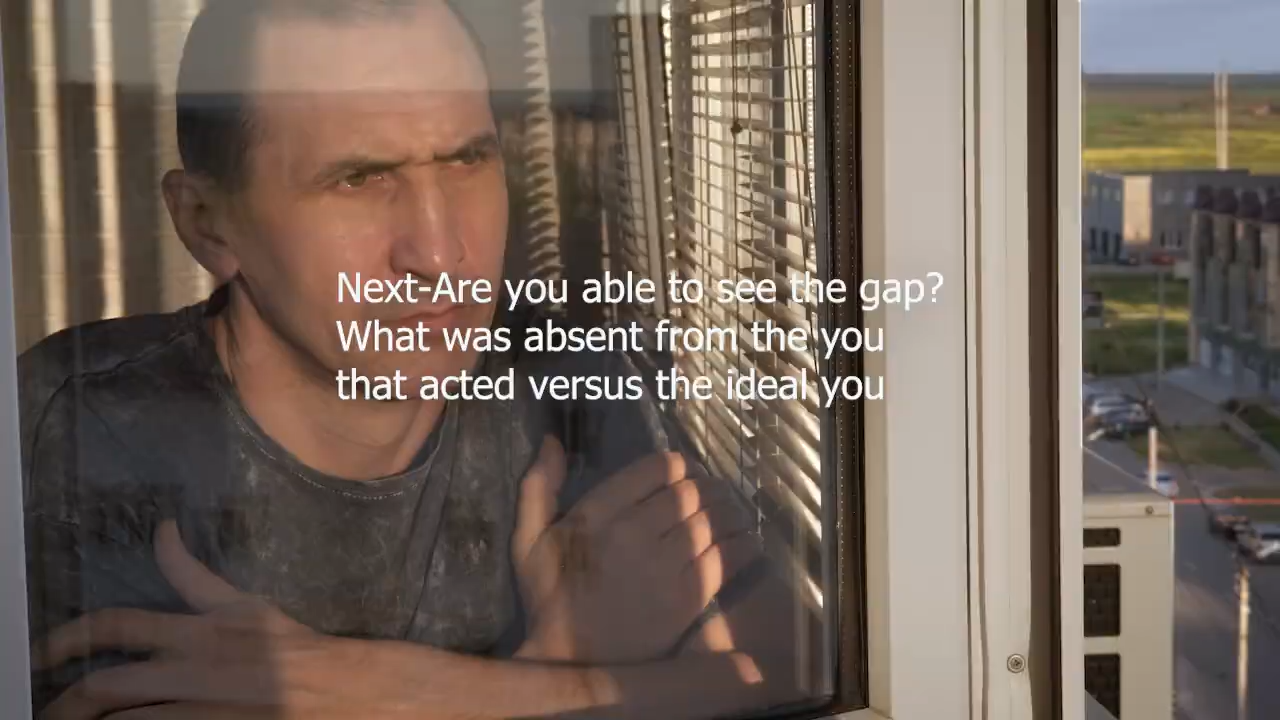 Next-Are you able to see the gap?
What was absent from the you
that acted versus the ideal you